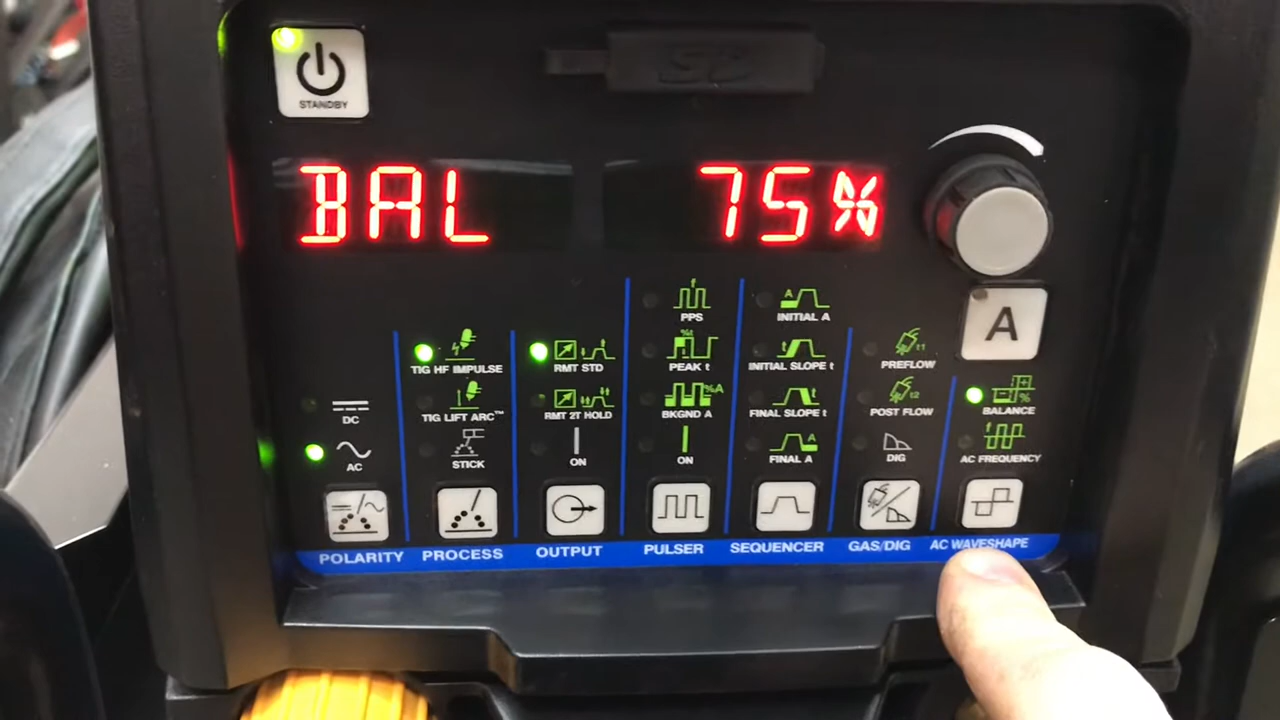 STANDBY
SD
BAL 75%
A
PPS
PEAK t
BKGND A
ON
INITIAL A
INITIAL SLOPE t
FINAL SLOPE t
FINAL A
TIG HF IMPULSE
TIG LIFT ARC™
STICK
RMT STD
RMT 2T HOLD
ON
PREFLOW
POST FLOW
DIG
DC
AC
BALANCE
AC FREQUENCY
POLARITY PROCESS OUTPUT PULSER SEQUENCER GAS/DIG AC WAVESHAPE